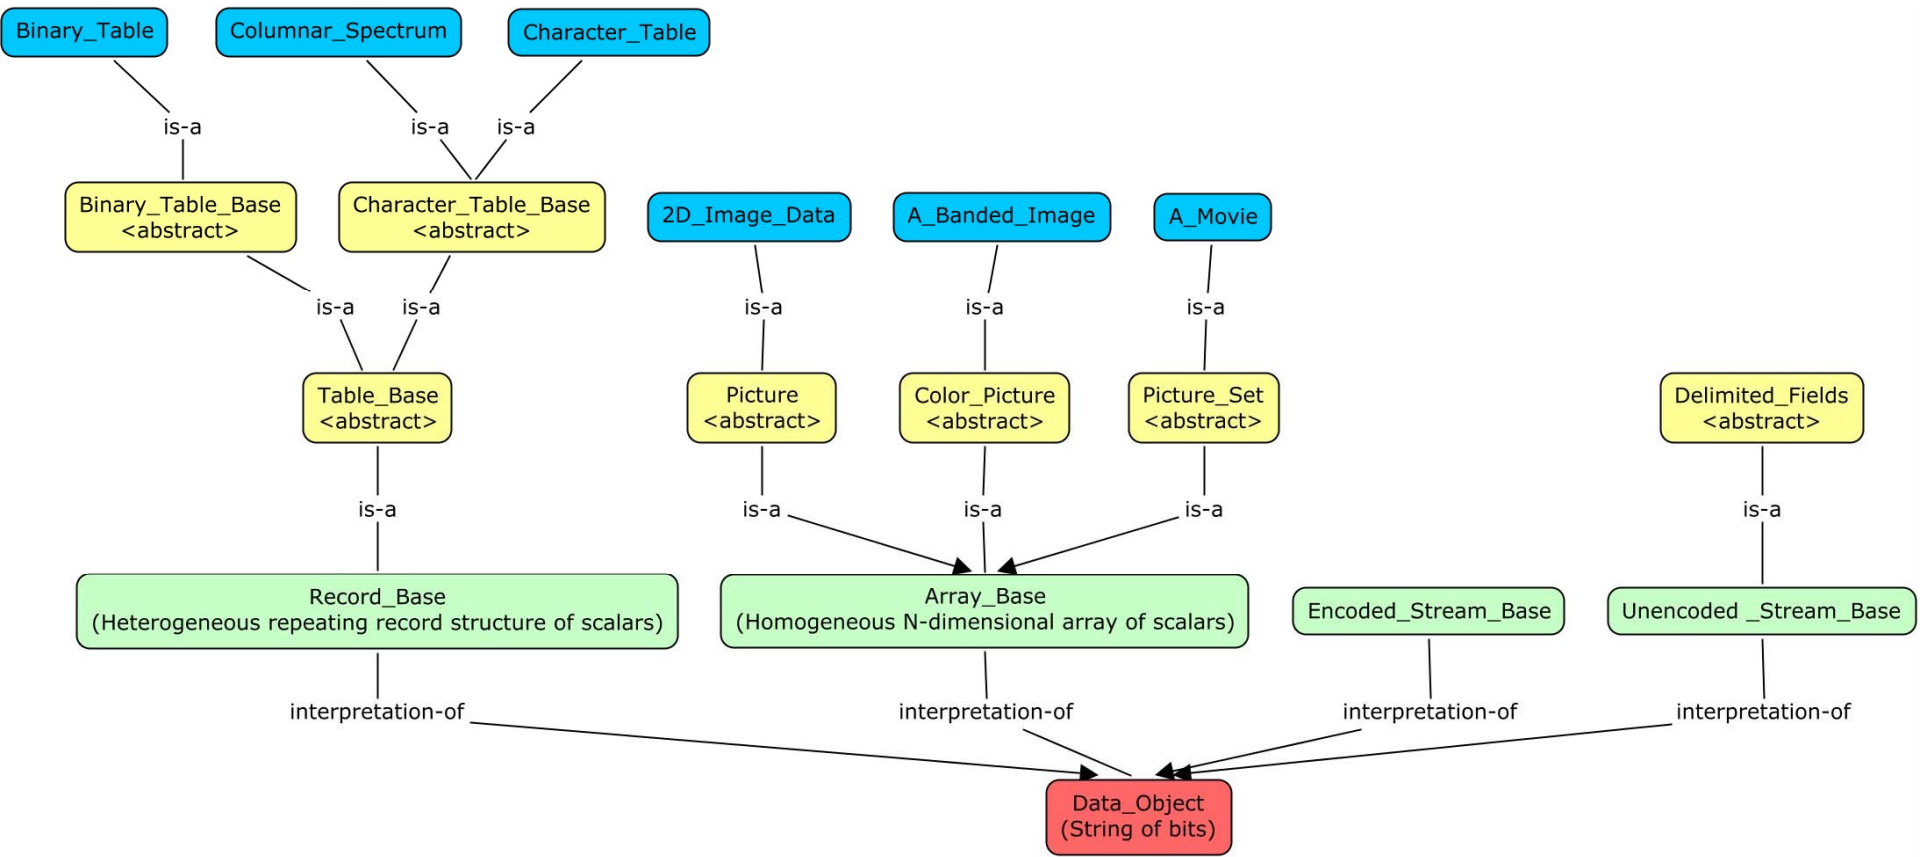 Binary_Table
Columnar_Spectrum
Character_Table
is-a
is-a
is-a
Binary_Table_Base
<abstract>
Character_Table_Base
<abstract>
2D_Image_Data
A_Banded_Image
A_Movie
is-a
is-a
is-a
is-a
is-a
Table_Base
<abstract>
Picture
<abstract>
Color_Picture
<abstract>
Picture_Set
<abstract>
Delimited_Fields
<abstract>
is-a
is-a
is-a
is-a
is-a
Record_Base
(Heterogeneous repeating record structure of scalars)
Array_Base
(Homogeneous N-dimensional array of scalars)
Encoded_Stream_Base
Unencoded _Stream_Base
interpretation-of
interpretation-of
interpretation-of
interpretation-of
Data_Object
(String of bits)